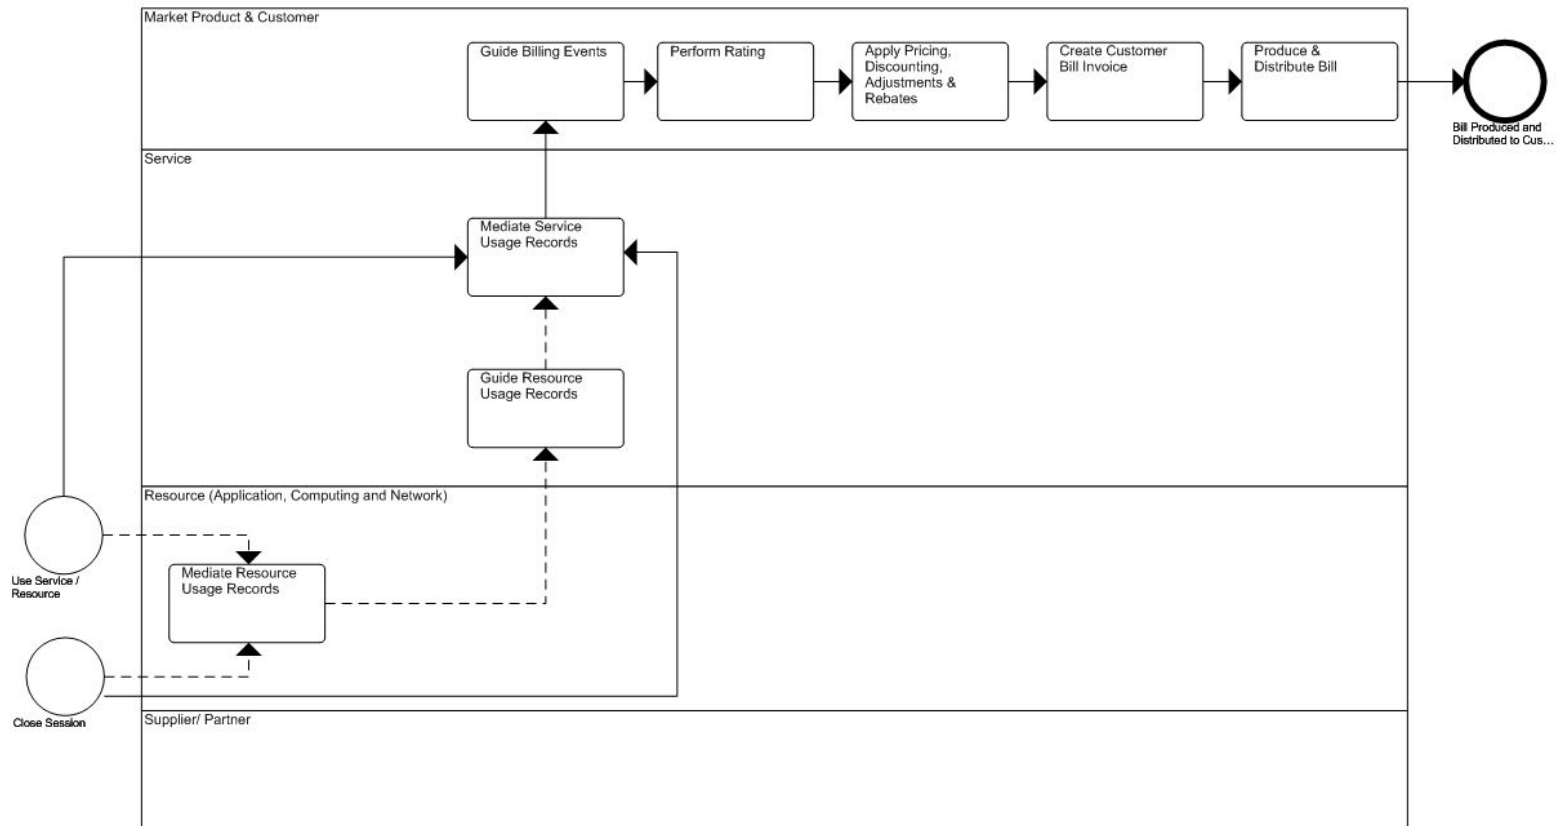 Market Product & Customer
Guide Billing Events
Perform Rating
Apply Pricing,
Discounting,
Adjustments &
Rebates
Create Customer
Bill Invoice
Produce &
Distribute Bill
Bill Produced and
Distributed to Cus...
Service
Mediate Service
Usage Records
Guide Resource
Usage Records
Resource (Application, Computing and Network)
Use Service /
Resource
Mediate Resource
Usage Records
Close Session
Supplier/ Partner